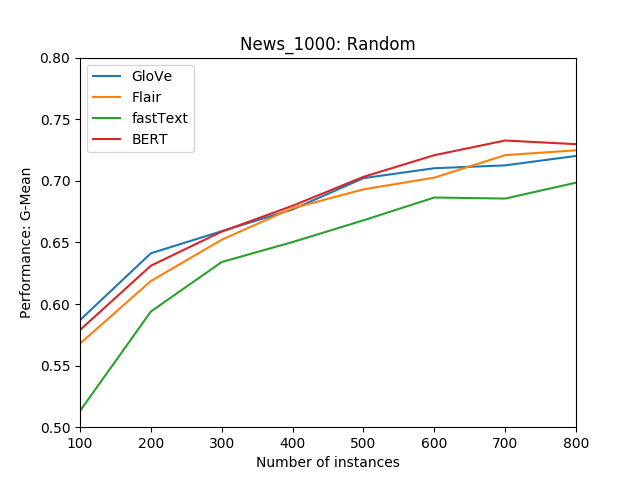 News_1000: Random
GloVe
Flair
fastText
BERT
Performance: G-Mean
0.80
0.75
0.70
0.65
0.60
0.55
0.50
100 200 300 400 500 600 700 800
Number of instances